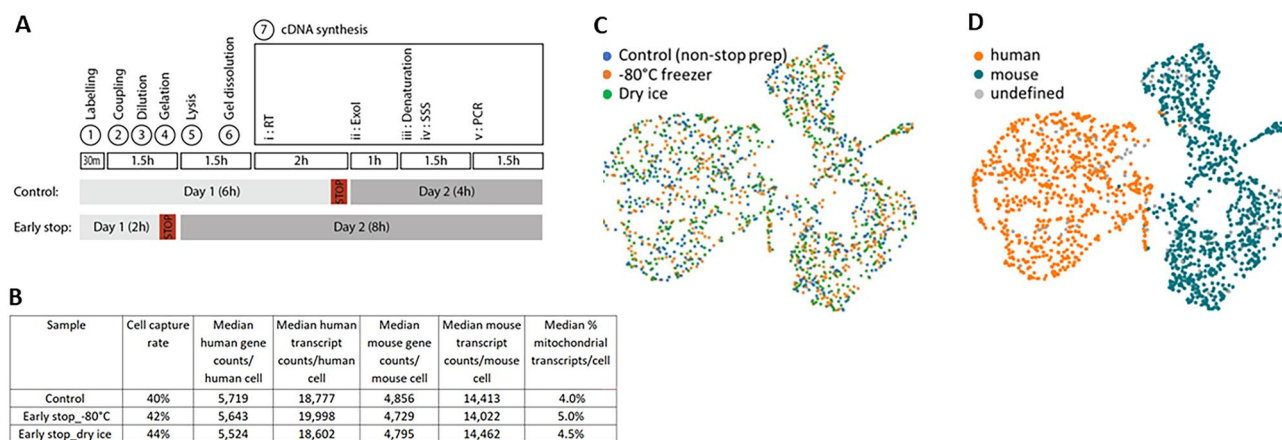 A
7 cDNA synthesis
1 Labelling
2 Coupling
3 Dilution
4 Gelation
5 Lysis
6 Gel dissolution
i : RT
ii : ExoI
iii : Denaturation
iv : SSS
v : PCR
30m 1.5h 1.5h 2h 1h 1.5h 1.5h
Control: Day 1 (6h) STOP Day 2 (4h)
Early stop: Day 1 (2h) STOP Day 2 (8h)
B
Sample
Cell capture
rate
Median
human gene
counts/
human cell
Median human
transcript
counts/human
cell
Median
mouse gene
counts/
mouse cell
Median mouse
transcript
counts/mouse
cell
Median %
mitochondrial
transcripts/cell
Control 40% 5,719 18,777 4,856 14,413 4.0%
Early stop_-80°C 42% 5,643 19,998 4,729 14,022 5.0%
Early stop_dry ice 44% 5,524 18,602 4,795 14,462 4.5%
C
Control (non-stop prep)
-80°C freezer
Dry ice
D
human
mouse
undefined